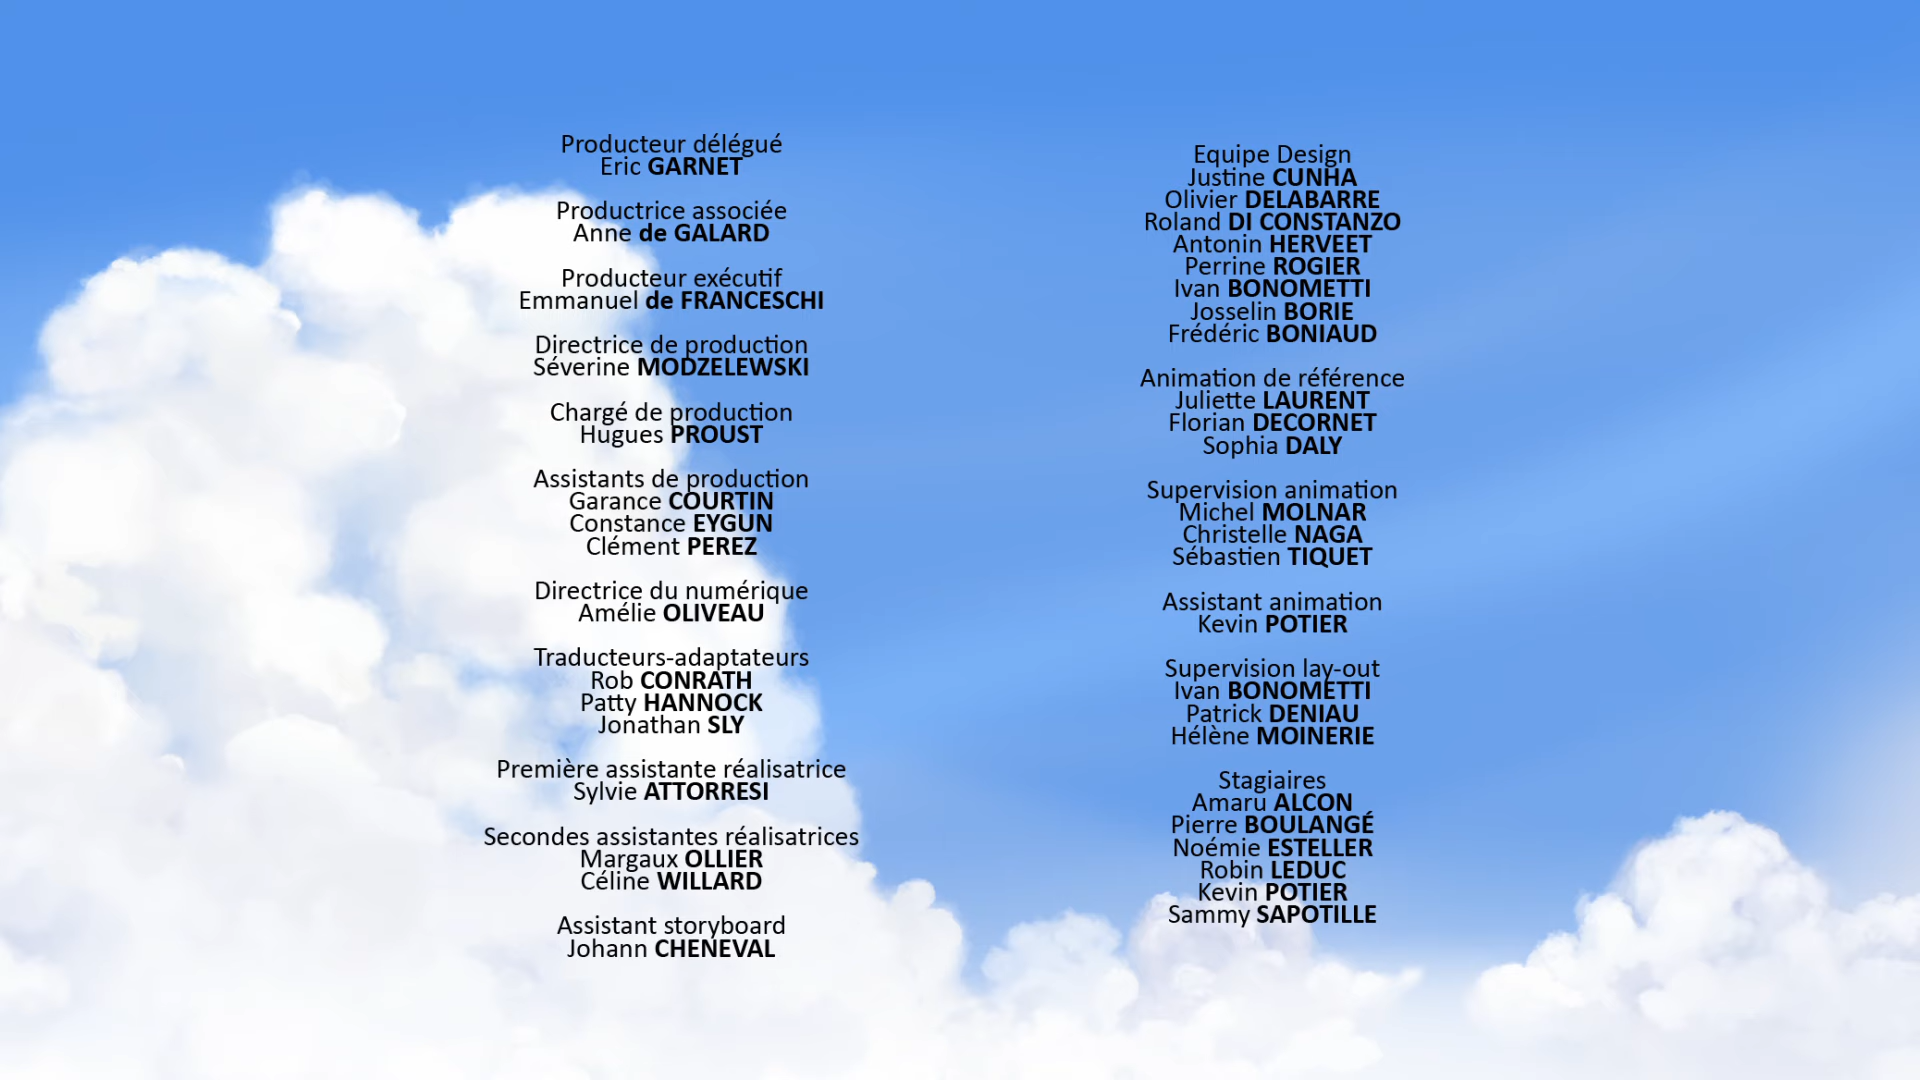 Producteur délégué
Eric GARNET
Productrice associée
Anne de GALARD
Producteur exécutif
Emmanuel de FRANCESCHI
Directrice de production
Séverine MODZELEWSKI
Chargé de production
Hugues PROUST
Assistants de production
Garance COURTIN
Constance EYGUN
Clément PEREZ
Directrice du numérique
Amélie OLIVEAU
Traducteurs-adaptateurs
Rob CONRATH
Patty HANNOCK
Jonathan SLY
Première assistante réalisatrice
Sylvie ATTORRESI
Secondes assistantes réalisatrices
Margaux OLLIER
Céline WILLARD
Assistant storyboard
Johann CHENEVAL
Equipe Design
Justine CUNHA
Olivier DELABARRE
Roland DI CONSTANZO
Antonin HERVEET
Perrine ROGIER
Ivan BONOMETTI
Josselin BORIE
Frédéric BONIAUD
Animation de référence
Juliette LAURENT
Florian DECORNET
Sophia DALY
Supervision animation
Michel MOLNAR
Christelle NAGA
Sébastien TIQUET
Assistant animation
Kevin POTIER
Supervision lay-out
Ivan BONOMETTI
Patrick DENIAU
Hélène MOINERIE
Stagiaires
Amaru ALCON
Pierre BOULANGÉ
Noémie ESTELLER
Robin LEDUC
Kevin POTIER
Sammy SAPOTILLE